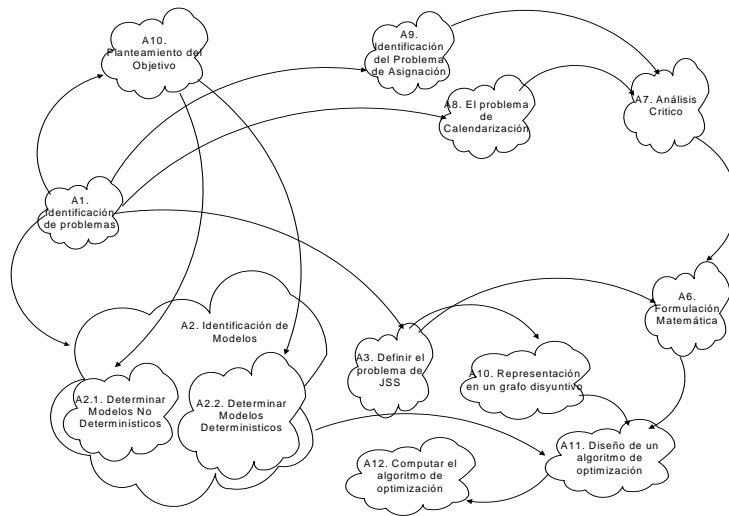 A10.
Planteamiento del
Objetivo
A9.
Identificación
del Problema
de Asignación
A8. El problema
de
Calendarización
A7. Análisis
Critico
A1.
Identificación
de problemas
A2. Identificación de
Modelos
A6.
Formulación
Matemática
A3. Definir el
problema de
JSS
A10. Representación
en un grafo disyuntivo
A2.1. Determinar
Modelos No
Determinísticos
A2.2. Determinar
Modelos
Deterministicos
A11. Diseño de un
algoritmo de
optimización
A12. Computar el
algoritmo de
optimización